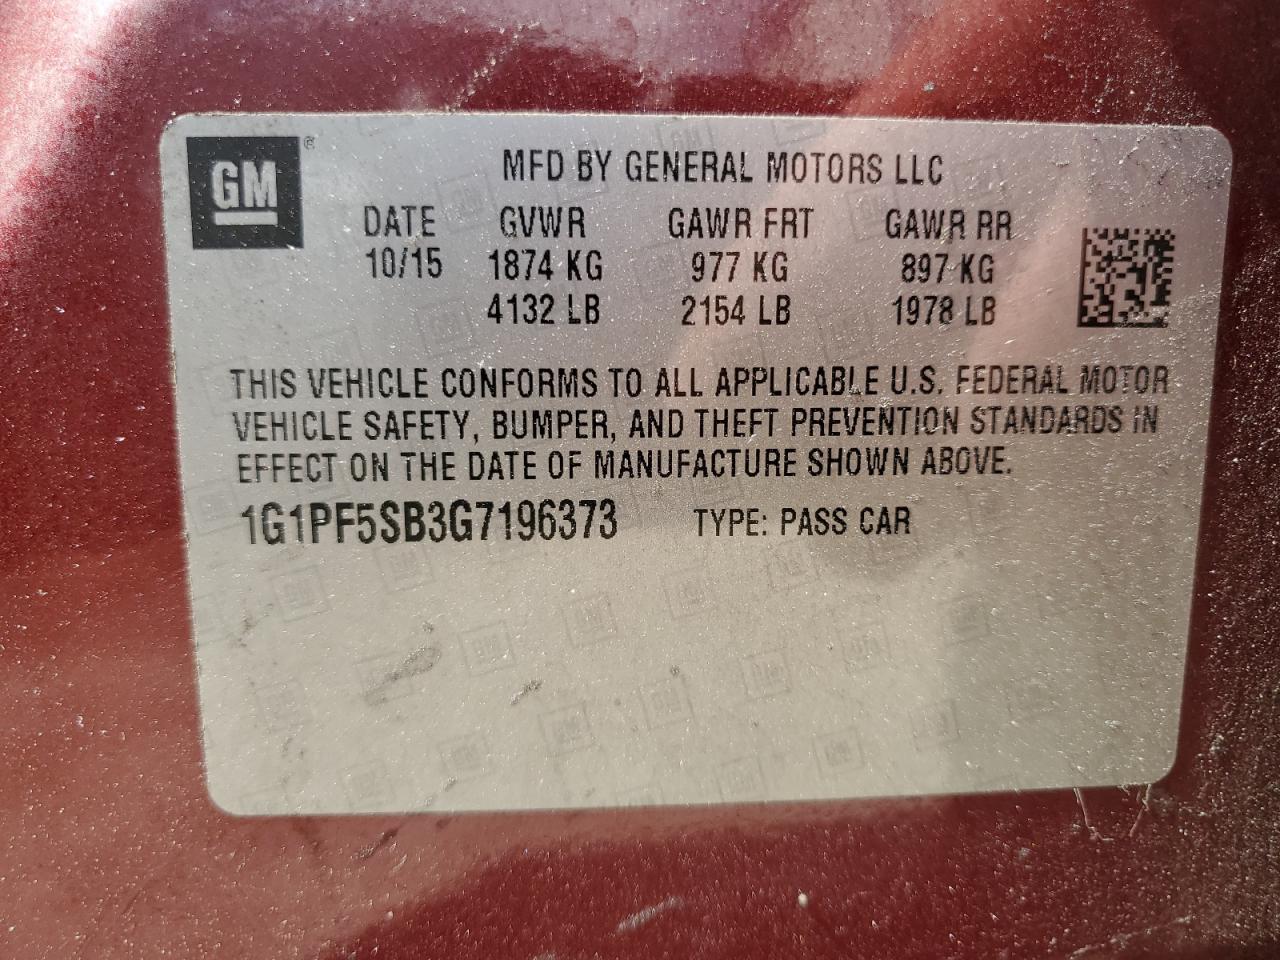 GM®
MFD BY GENERAL MOTORS LLC
DATE GVWR GAWR FRT GAWR RR
10/15 1874 KG 977 KG 897 KG
4132 LB 2154 LB 1978 LB
THIS VEHICLE CONFORMS TO ALL APPLICABLE U.S. FEDERAL MOTOR
VEHICLE SAFETY, BUMPER, AND THEFT PREVENTION STANDARDS IN
EFFECT ON THE DATE OF MANUFACTURE SHOWN ABOVE.
1G1PF5SB3G7196373 TYPE: PASS CAR